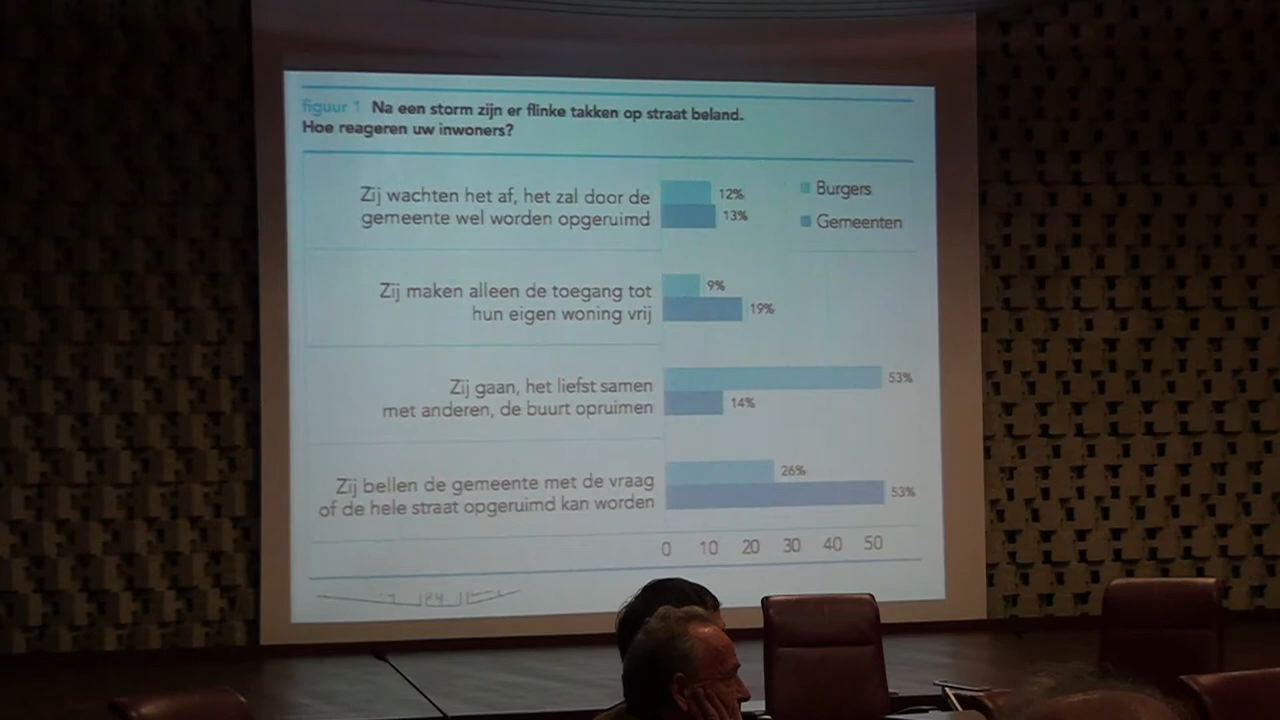 figuur 1 Na een storm zijn er flinke takken op straat beland.
Hoe reageren uw inwoners?
Zij wachten het af, het zal door de
gemeente wel worden opgeruimd
12%
13%
Burgers
Gemeenten
Zij maken alleen de toegang tot
hun eigen woning vrij
9%
19%
Zij gaan, het liefst samen
met anderen, de buurt opruimen
53%
14%
Zij bellen de gemeente met de vraag
of de hele straat opgeruimd kan worden
26%
53%
0 10 20 30 40 50